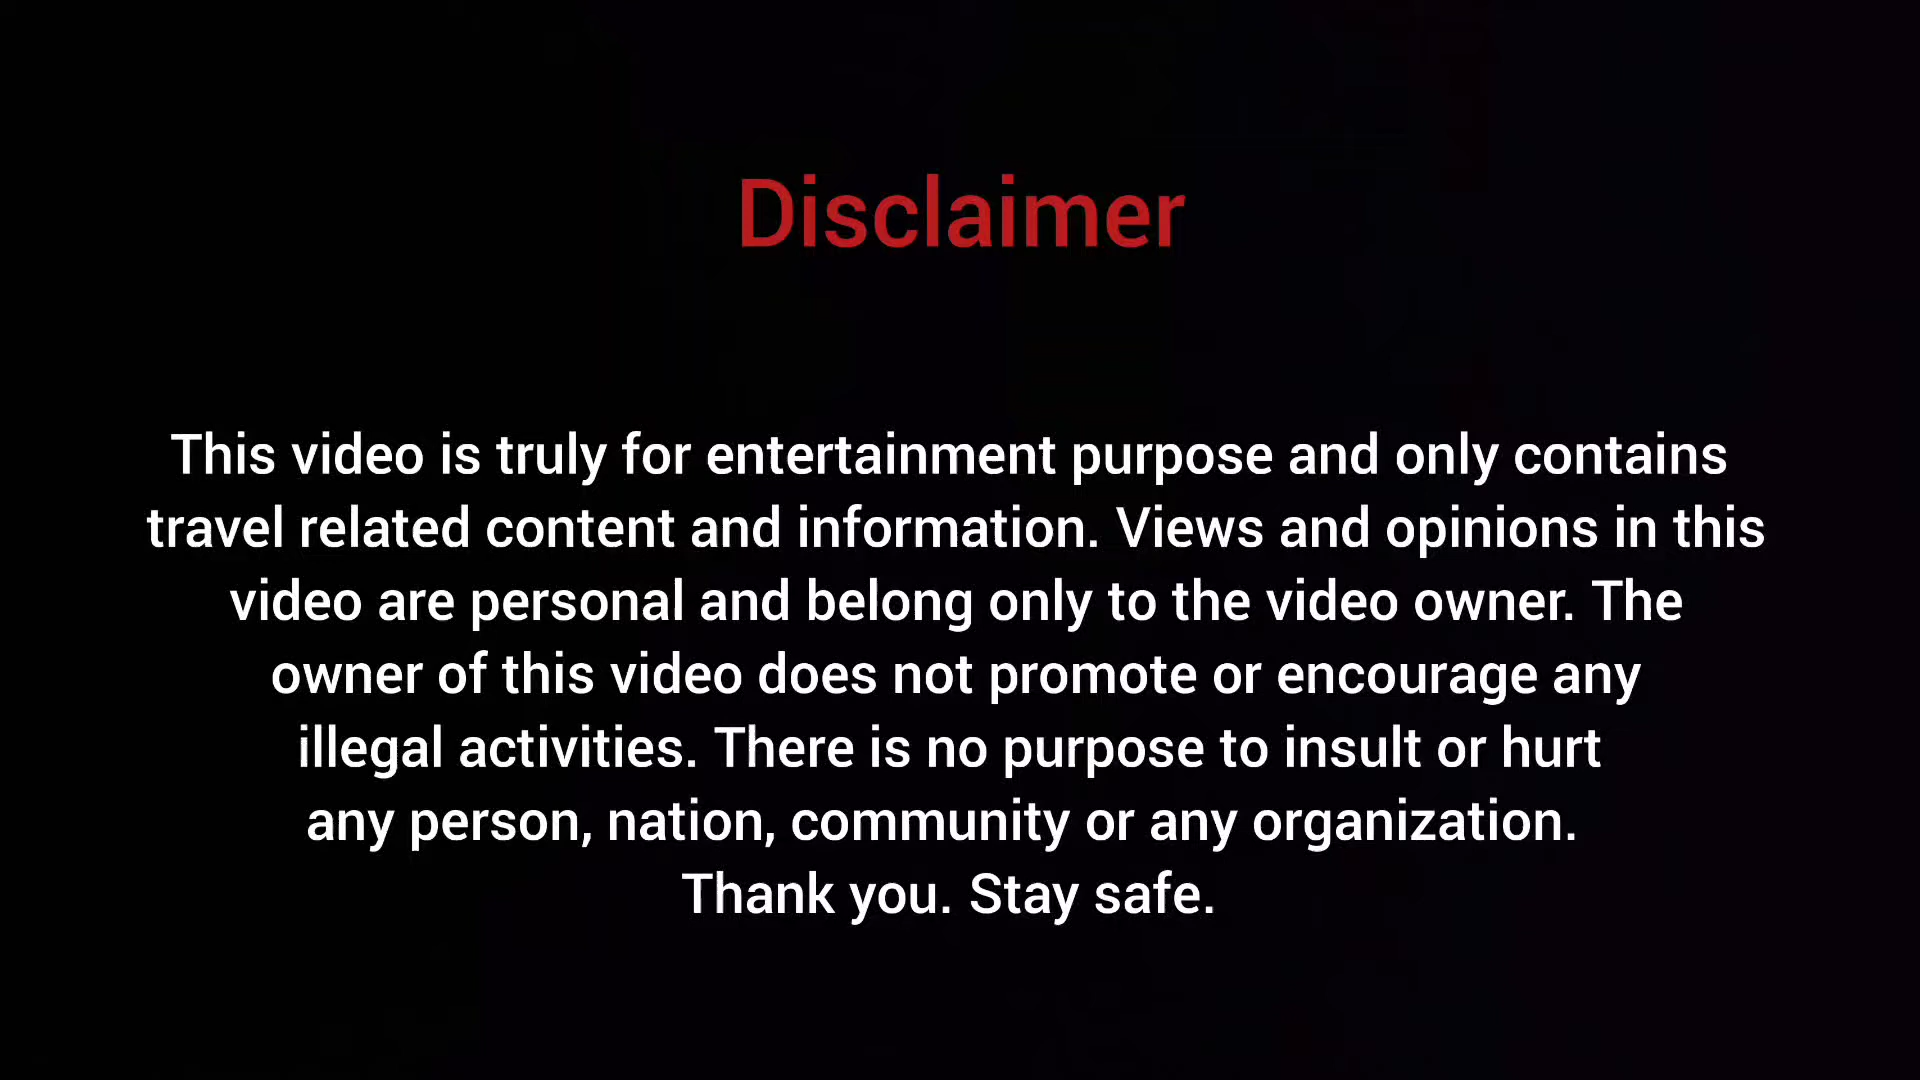 Disclaimer
This video is truly for entertainment purpose and only contains
travel related content and information. Views and opinions in this
video are personal and belong only to the video owner. The
owner of this video does not promote or encourage any
illegal activities. There is no purpose to insult or hurt
any person, nation, community or any organization.
Thank you. Stay safe.